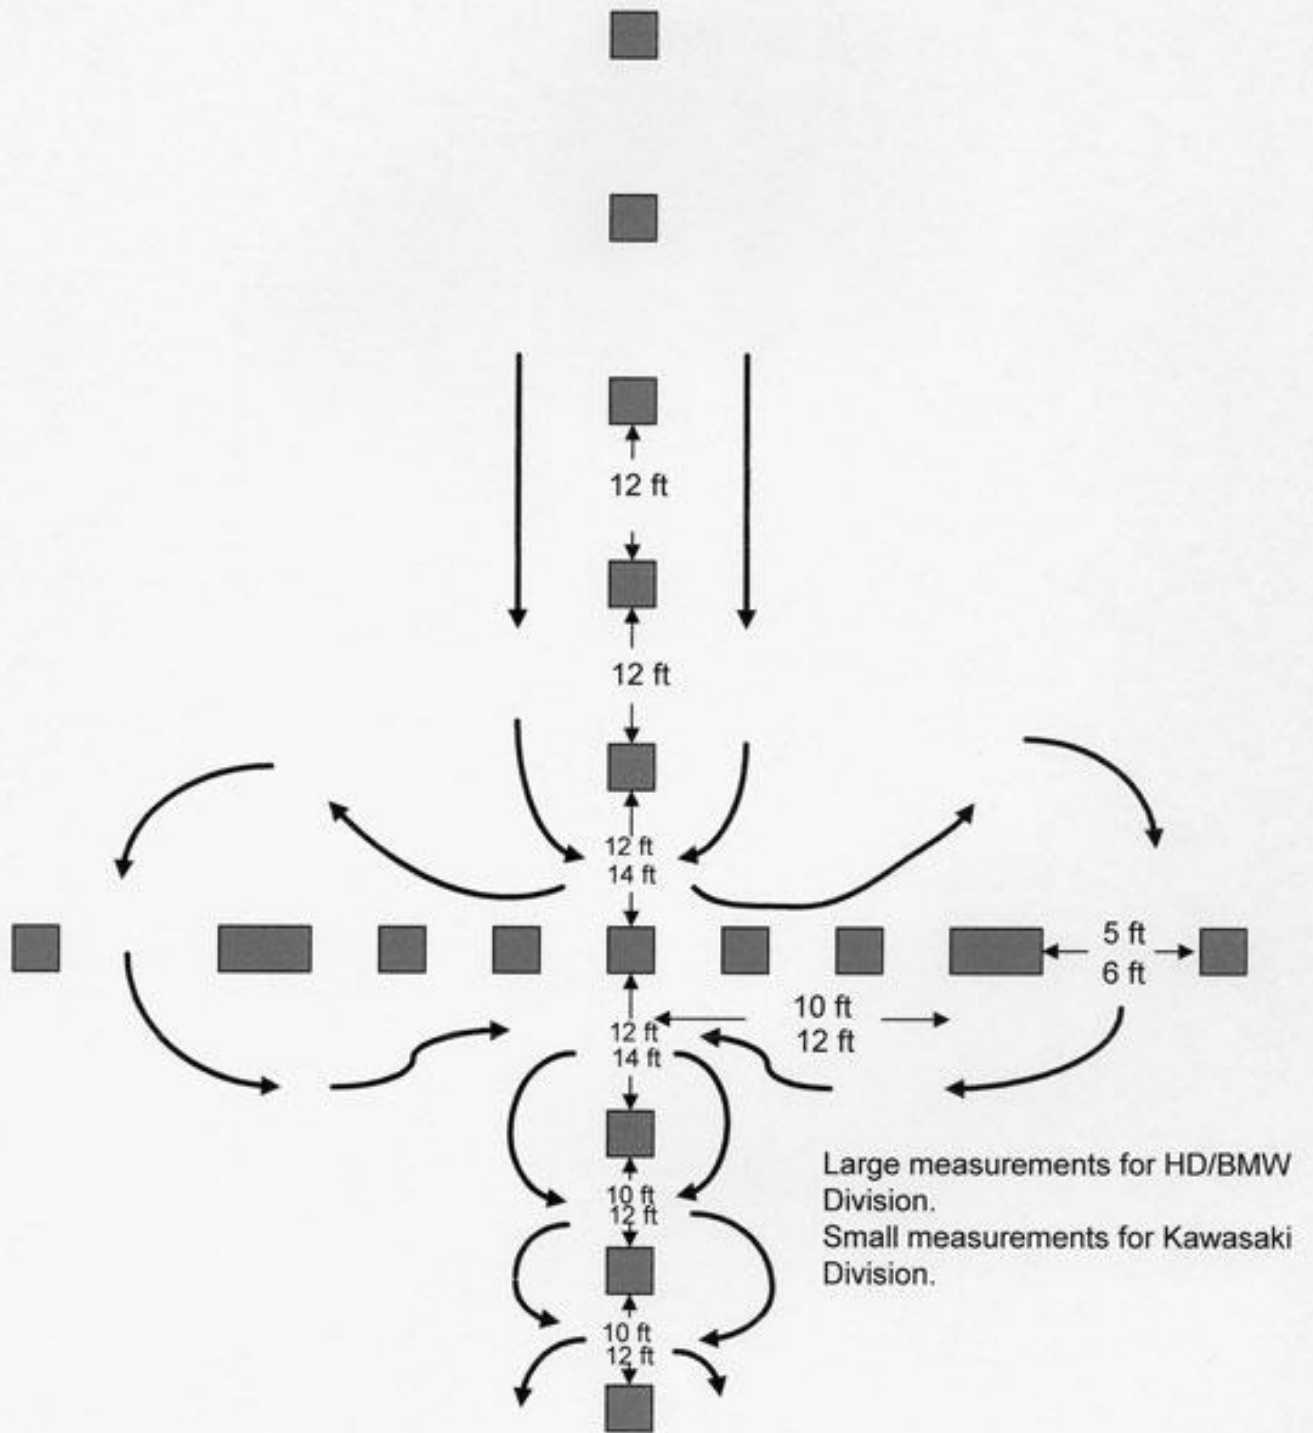 12 ft
12 ft
12 ft
14 ft
5 ft
6 ft
10 ft
12 ft
12 ft
14 ft
Large measurements for HD/BMW
Division.
Small measurements for Kawasaki
Division.
10 ft
12 ft
10 ft
12 ft